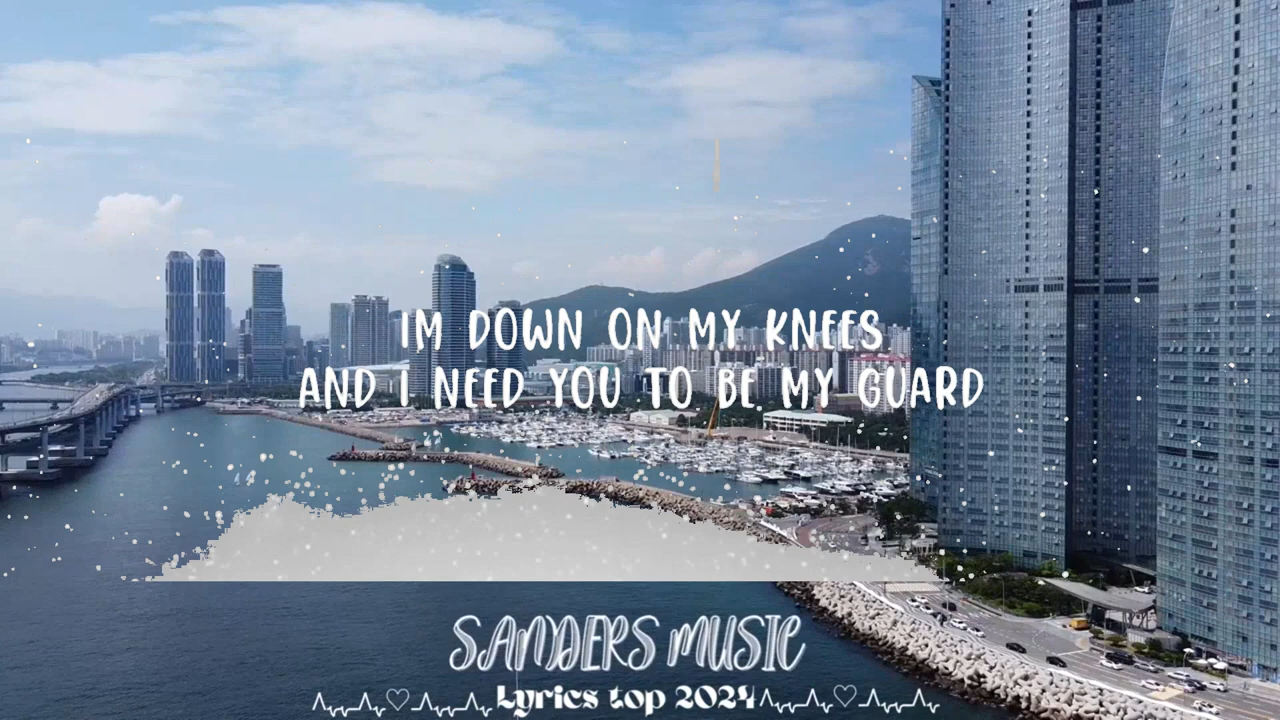 IM DOWN ON MY KNEES
AND I NEED YOU TO BE MY GUARD
SANDERS MUSIC
Lyrics top 2024